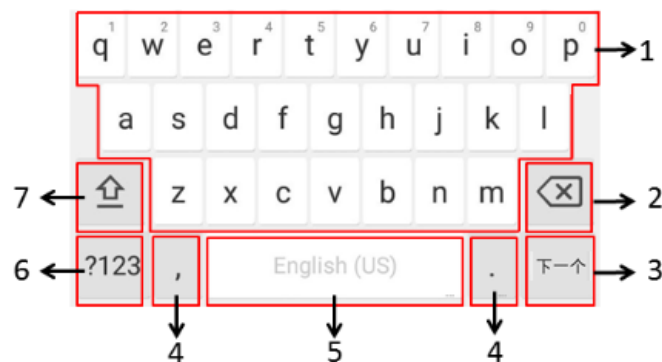 1 2 3 4 5 6 7 8 9 0
q w e r t y u i o p 1
a s d f g h j k l
7 z x c v b n m 2
6 ?123 , English (US) . 下一个 3
4 5 4